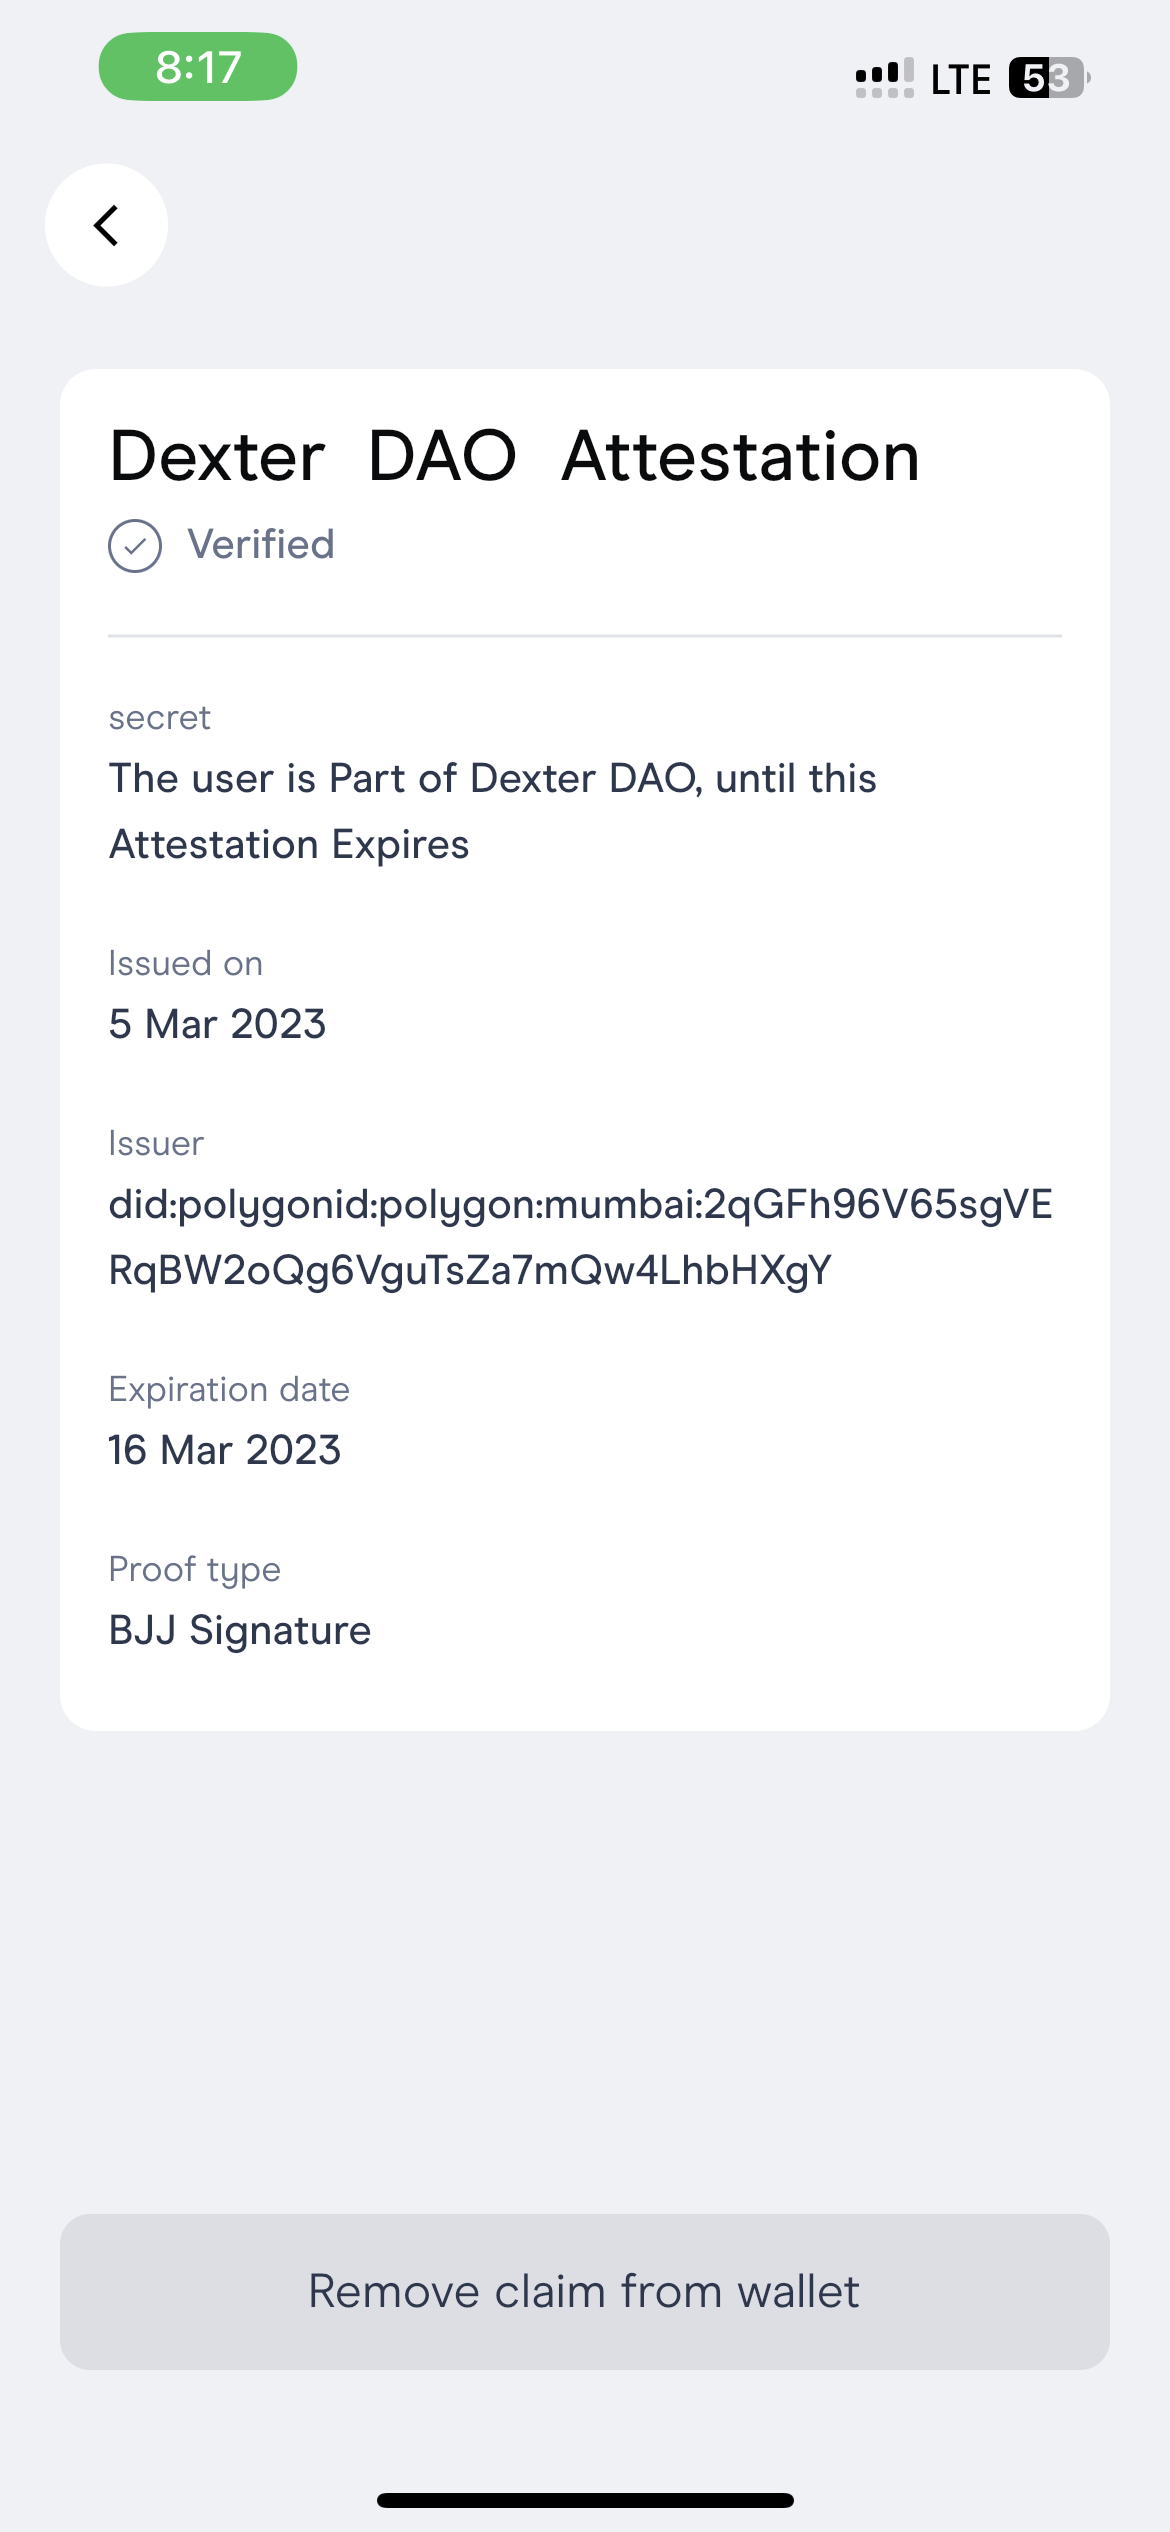 8:17
LTE 53
Dexter DAO Attestation
Verified
secret
The user is Part of Dexter DAO, until this
Attestation Expires
Issued on
5 Mar 2023
Issuer
did:polygonid:polygon:mumbai:2qGFh96V65sgVE
RqBW2oQg6VguTsZa7mQw4LhbHXgY
Expiration date
16 Mar 2023
Proof type
BJJ Signature
Remove claim from wallet